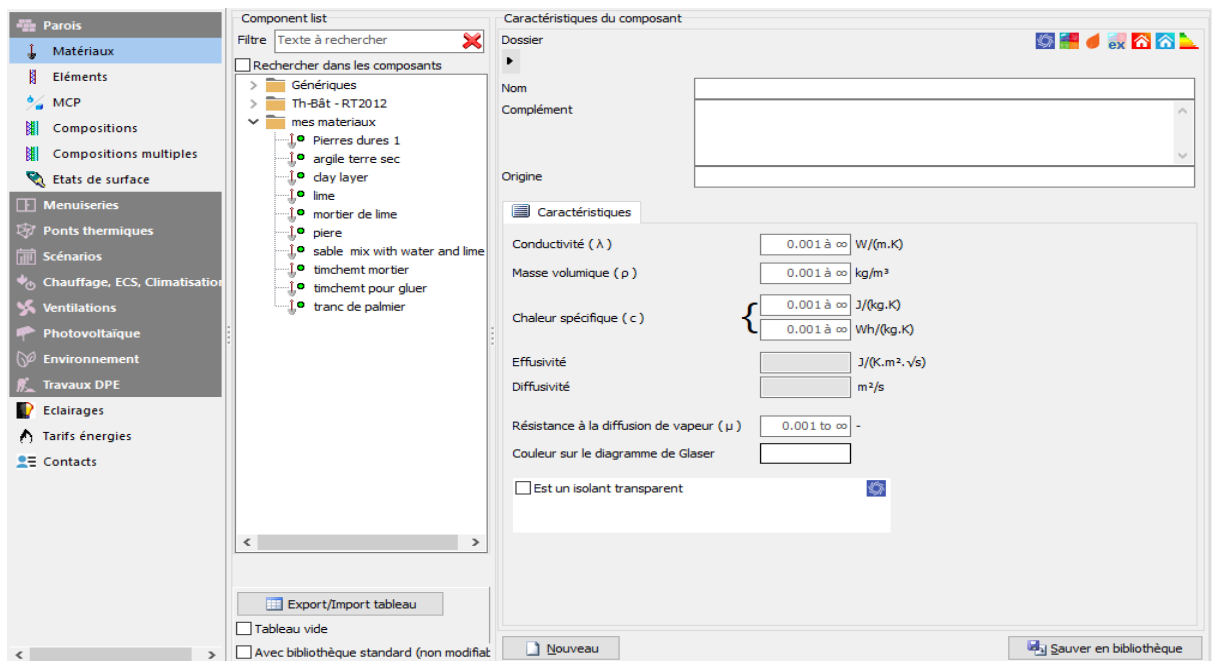 Parois
Matériaux
Eléments
MCP
Compositions
Compositions multiples
Etats de surface
Menuiseries
Ponts thermiques
Scénarios
Chauffage, ECS, Climatisation
Ventilations
Photovoltaïque
Environnement
Travaux DPE
Eclairages
Tarifs énergies
Contacts
Component list
Filtre Texte à rechercher
Rechercher dans les composants
Génériques
Th-Bât - RT2012
mes materiaux
Pierres dures 1
argile terre sec
clay layer
lime
mortier de lime
piere
sable mix with water and lime
timchemt mortier
timchemt pour gluer
tranc de palmier
Export/Import tableau
Tableau vide
Avec bibliothèque standard (non modifiat
Caractéristiques du composant
Dossier
ex
Nom
Complément
Origine
Caractéristiques
Conductivité ( λ ) 0.001 à ∞ W/(m.K)
Masse volumique ( ρ ) 0.001 à ∞ kg/m³
Chaleur spécifique ( c ) { 0.001 à ∞ J/(kg.K)
0.001 à ∞ Wh/(kg.K)
Effusivité J/(K.m².√s)
Diffusivité m²/s
Résistance à la diffusion de vapeur ( μ ) 0.001 to ∞ -
Couleur sur le diagramme de Glaser
Est un isolant transparent
Nouveau
Sauver en bibliothèque